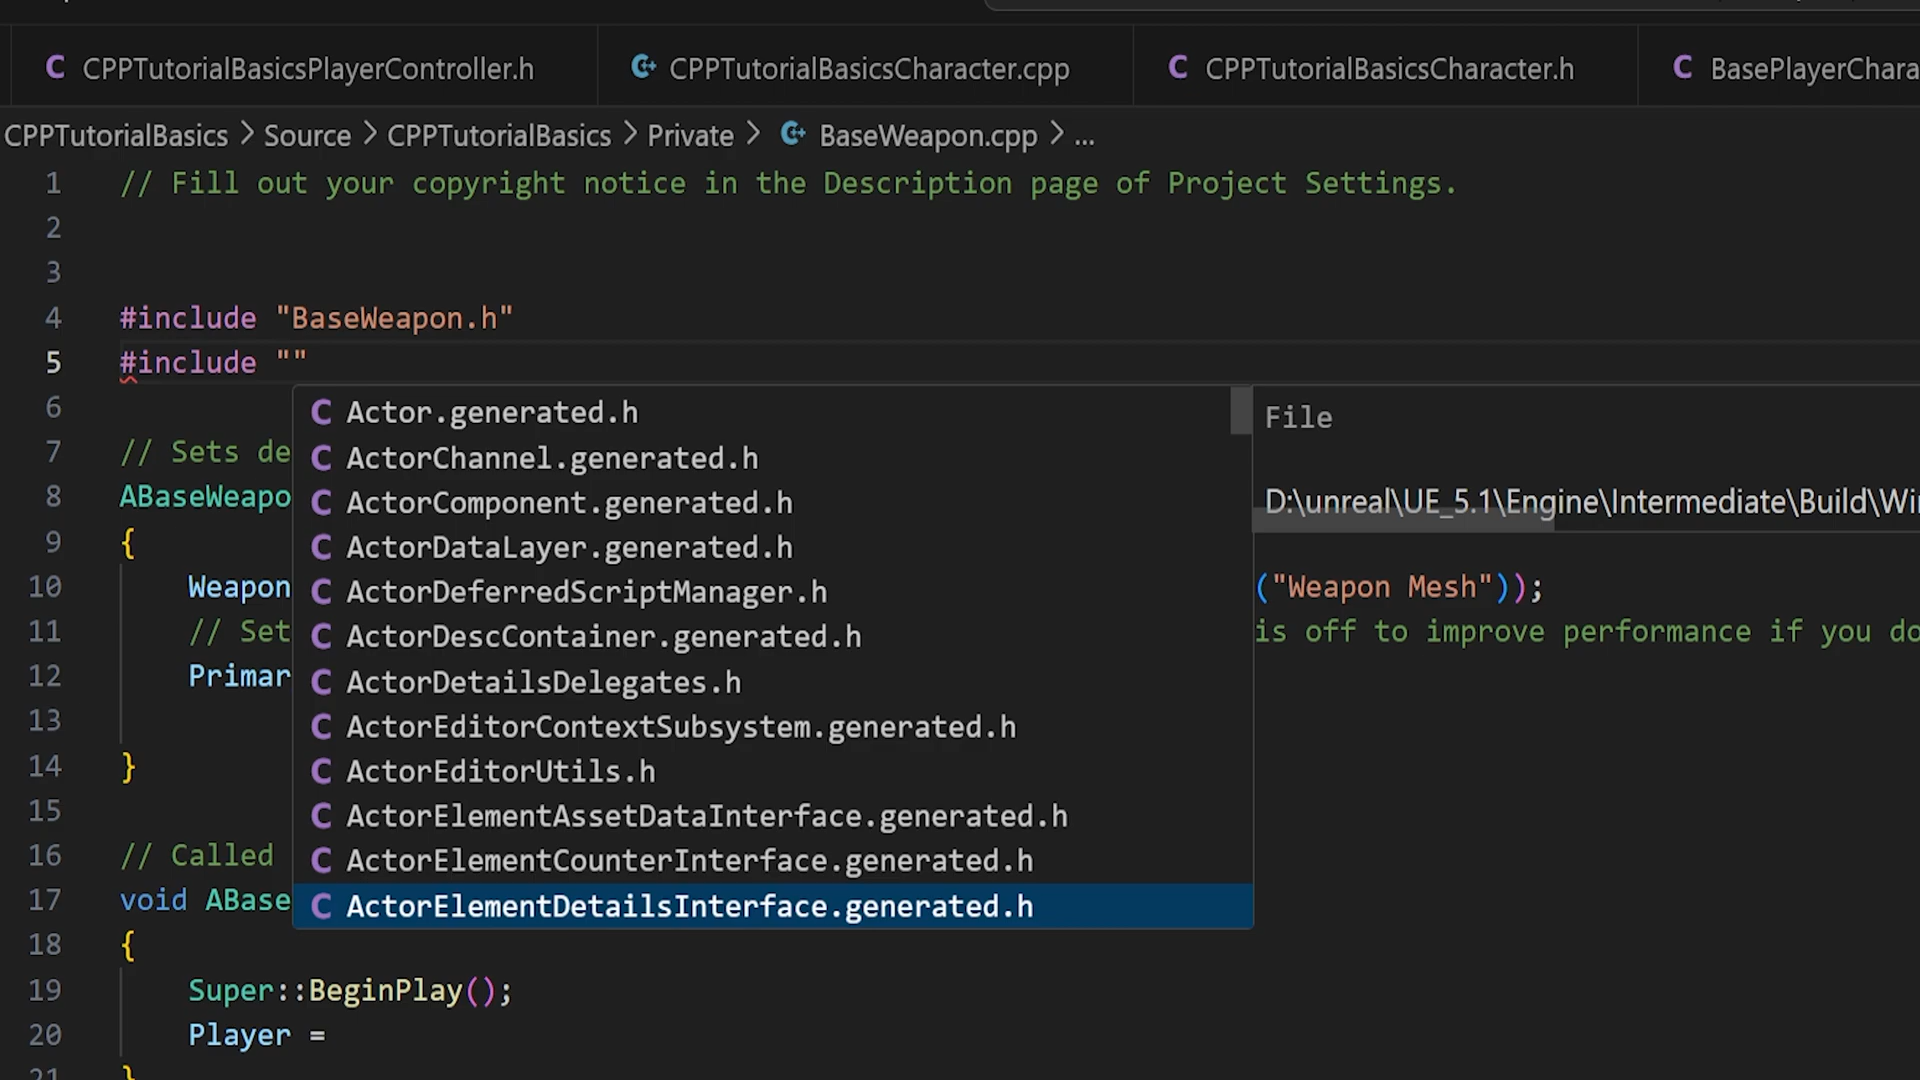 CPPTutorialBasicsPlayerController.h CPPTutorialBasicsCharacter.cpp CPPTutorialBasicsCharacter.h BasePlayerChara
CPPTutorialBasics > Source > CPPTutorialBasics > Private > BaseWeapon.cpp > ...
1 // Fill out your copyright notice in the Description page of Project Settings.
2
3
4 #include "BaseWeapon.h"
5 #include ""
6
7 // Sets de
8 ABaseWeapo
9 {
10 Weapon ("Weapon Mesh"));
11 // Set is off to improve performance if you do
12 Primar
13
14 }
15
16 // Called
17 void ABase
18 {
19 Super::BeginPlay();
20 Player =
21 }
Actor.generated.h
ActorChannel.generated.h
ActorComponent.generated.h
ActorDataLayer.generated.h
ActorDeferredScriptManager.h
ActorDescContainer.generated.h
ActorDetailsDelegates.h
ActorEditorContextSubsystem.generated.h
ActorEditorUtils.h
ActorElementAssetDataInterface.generated.h
ActorElementCounterInterface.generated.h
ActorElementDetailsInterface.generated.h
File
D:\unreal\UE_5.1\Engine\Intermediate\Build\Wi